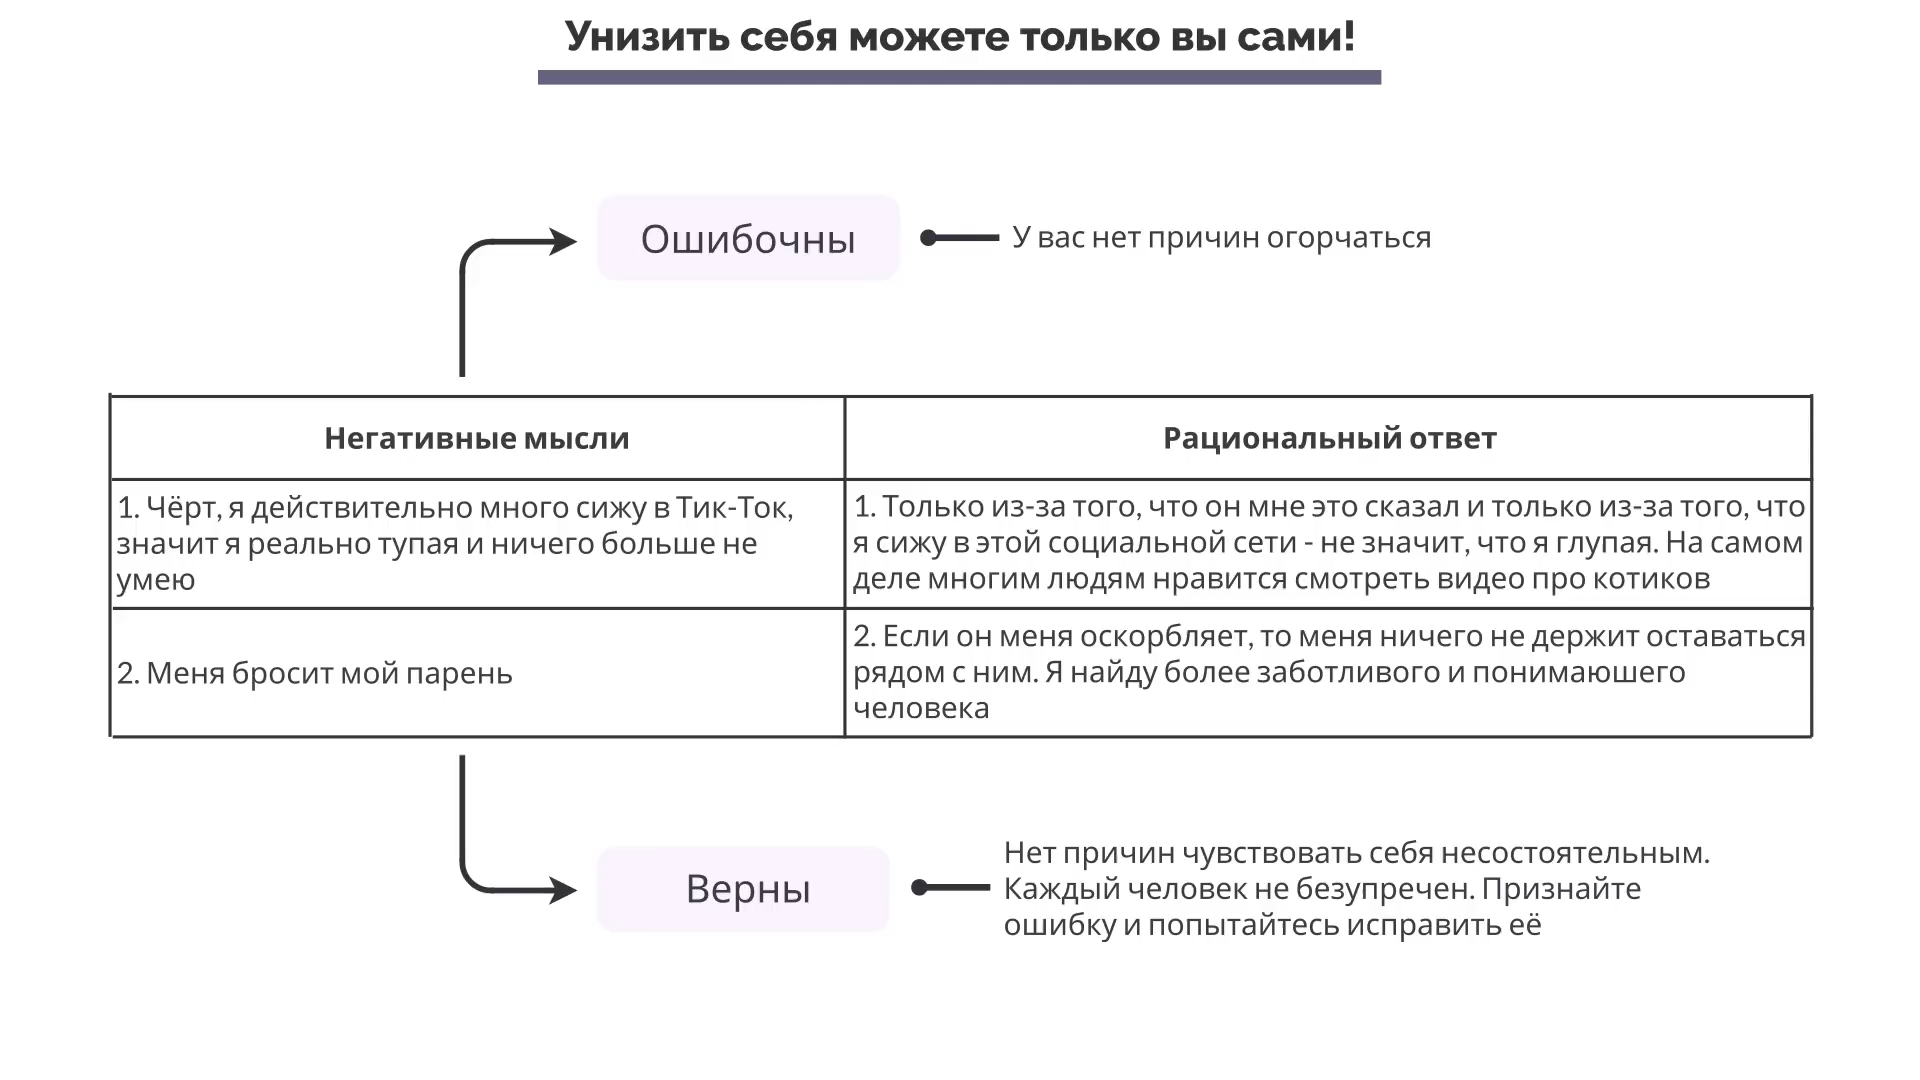 Унизить себя можете только вы сами!
Ошибочны
У вас нет причин огорчаться
Негативные мысли
Рациональный ответ
1. Чёрт, я действительно много сижу в Тик-Ток,
значит я реально тупая и ничего больше не
умею
1. Только из-за того, что он мне это сказал и только из-за того, что
я сижу в этой социальной сети - не значит, что я глупая. На самом
деле многим людям нравится смотреть видео про котиков
2. Меня бросит мой парень
2. Если он меня оскорбляет, то меня ничего не держит оставаться
рядом с ним. Я найду более заботливого и понимаюшего
человека
Верны
Нет причин чувствовать себя несостоятельным.
Каждый человек не безупречен. Признайте
ошибку и попытайтесь исправить её